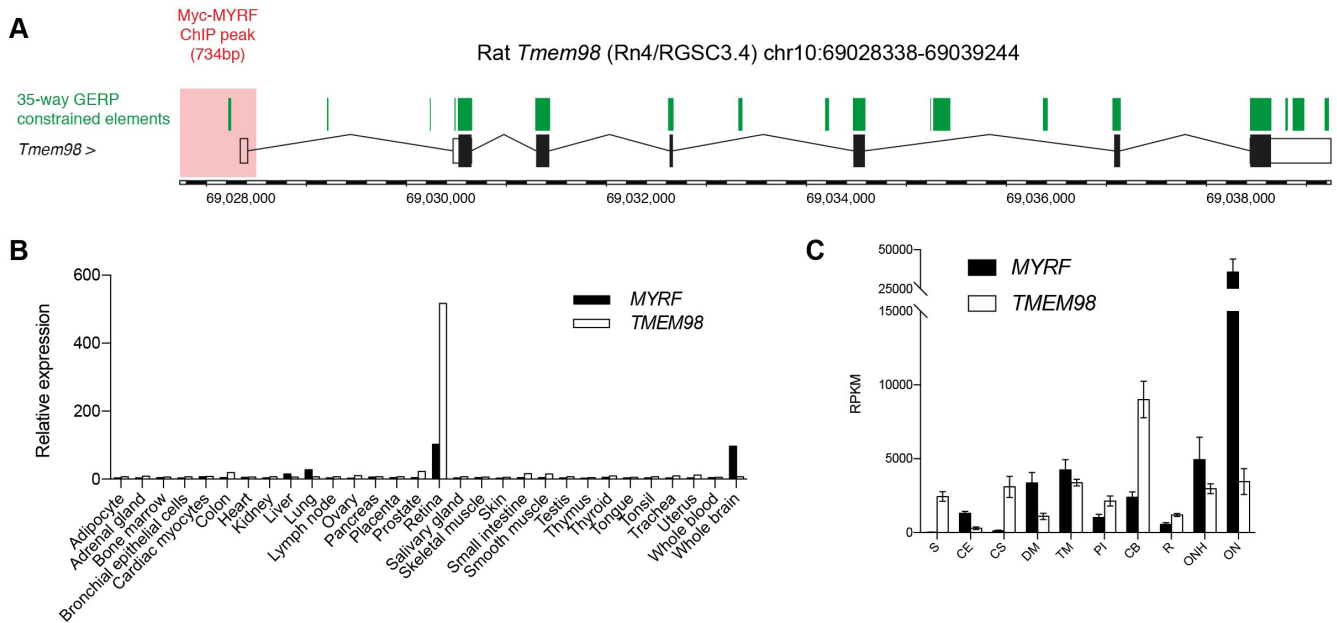 A
Myc-MYRF
ChIP peak
(734bp)
Rat Tmem98 (Rn4/RGSC3.4) chr10:69028338-69039244
35-way GERP
constrained elements
Tmem98 >
69,028,000
69,030,000
69,032,000
69,034,000
69,036,000
69,038,000
B
Relative expression
600
400
200
0
MYRF
TMEM98
Adipocyte
Adrenal gland
Bone marrow
Bronchial epithelial cells
Cardiac myocytes
Colon
Heart
Kidney
Liver
Lung
Lymph node
Ovary
Pancreas
Placenta
Prostate
Retina
Salivary gland
Skeletal muscle
Skin
Small intestine
Smooth muscle
Testis
Thymus
Thyroid
Tongue
Tonsil
Trachea
Uterus
Whole blood
Whole brain
C
RPKM
50000
25000
15000
10000
5000
0
MYRF
TMEM98
S
CE
CS
DM
TM
PI
CB
R
ONH
ON